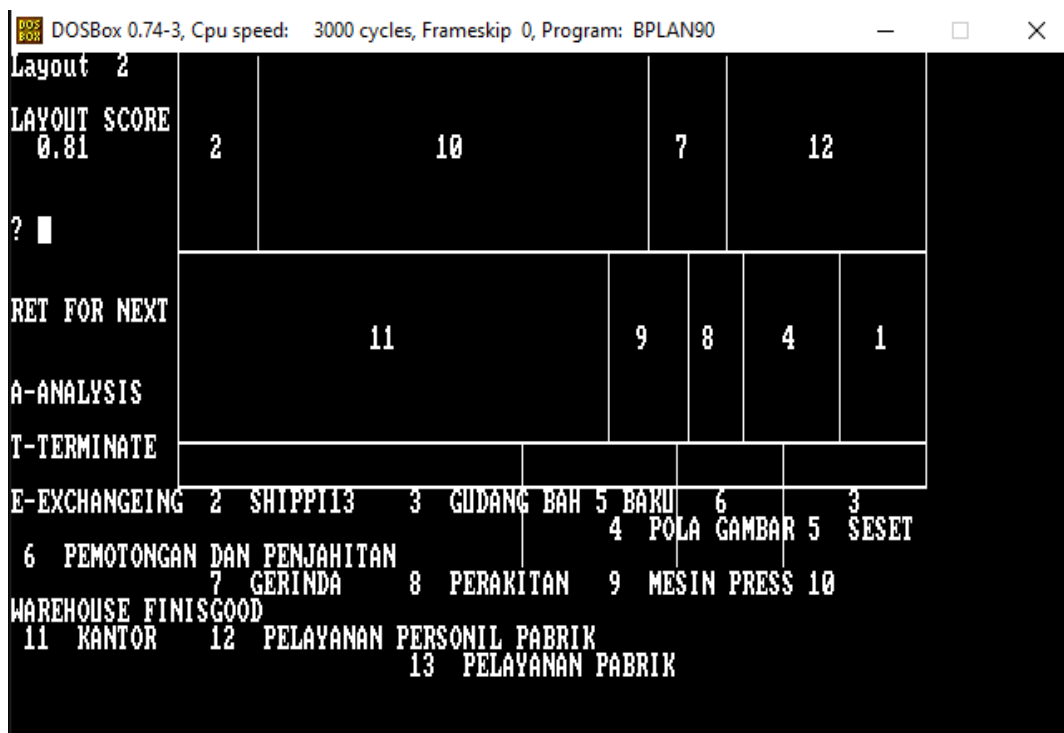 DOSBox 0.74-3, Cpu speed: 3000 cycles, Frameskip 0, Program: BPLAN90
Layout 2
LAYOUT SCORE
0.81 2 10 7 12
?
RET FOR NEXT
11 9 8 4 1
A-ANALYSIS
T-TERMINATE
E-EXCHANGEING 2 SHIPPI13 3 GUDANG BAH 5 BAKU 6 3
4 POLA GAMBAR 5 SESET
6 PEMOTONGAN DAN PENJAHITAN
7 GERINDA 8 PERAKITAN 9 MESIN PRESS 10
WAREHOUSE FINISGOOD
11 KANTOR 12 PELAYANAN PERSONIL PABRIK
13 PELAYANAN PABRIK